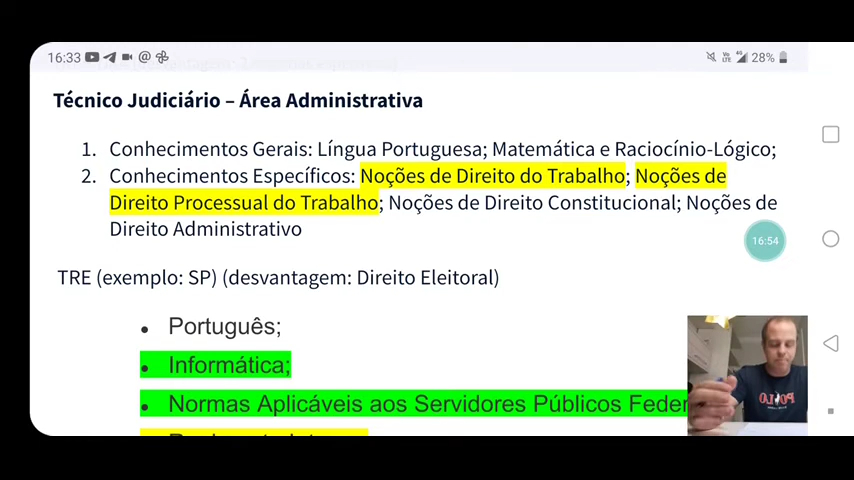 16:33
28%
Técnico Judiciário – Área Administrativa
1. Conhecimentos Gerais: Língua Portuguesa; Matemática e Raciocínio-Lógico;
2. Conhecimentos Específicos: Noções de Direito do Trabalho; Noções de
Direito Processual do Trabalho; Noções de Direito Constitucional; Noções de
Direito Administrativo
16:54
TRE (exemplo: SP) (desvantagem: Direito Eleitoral)
• Português;
• Informática;
• Normas Aplicáveis aos Servidores Públicos Feder